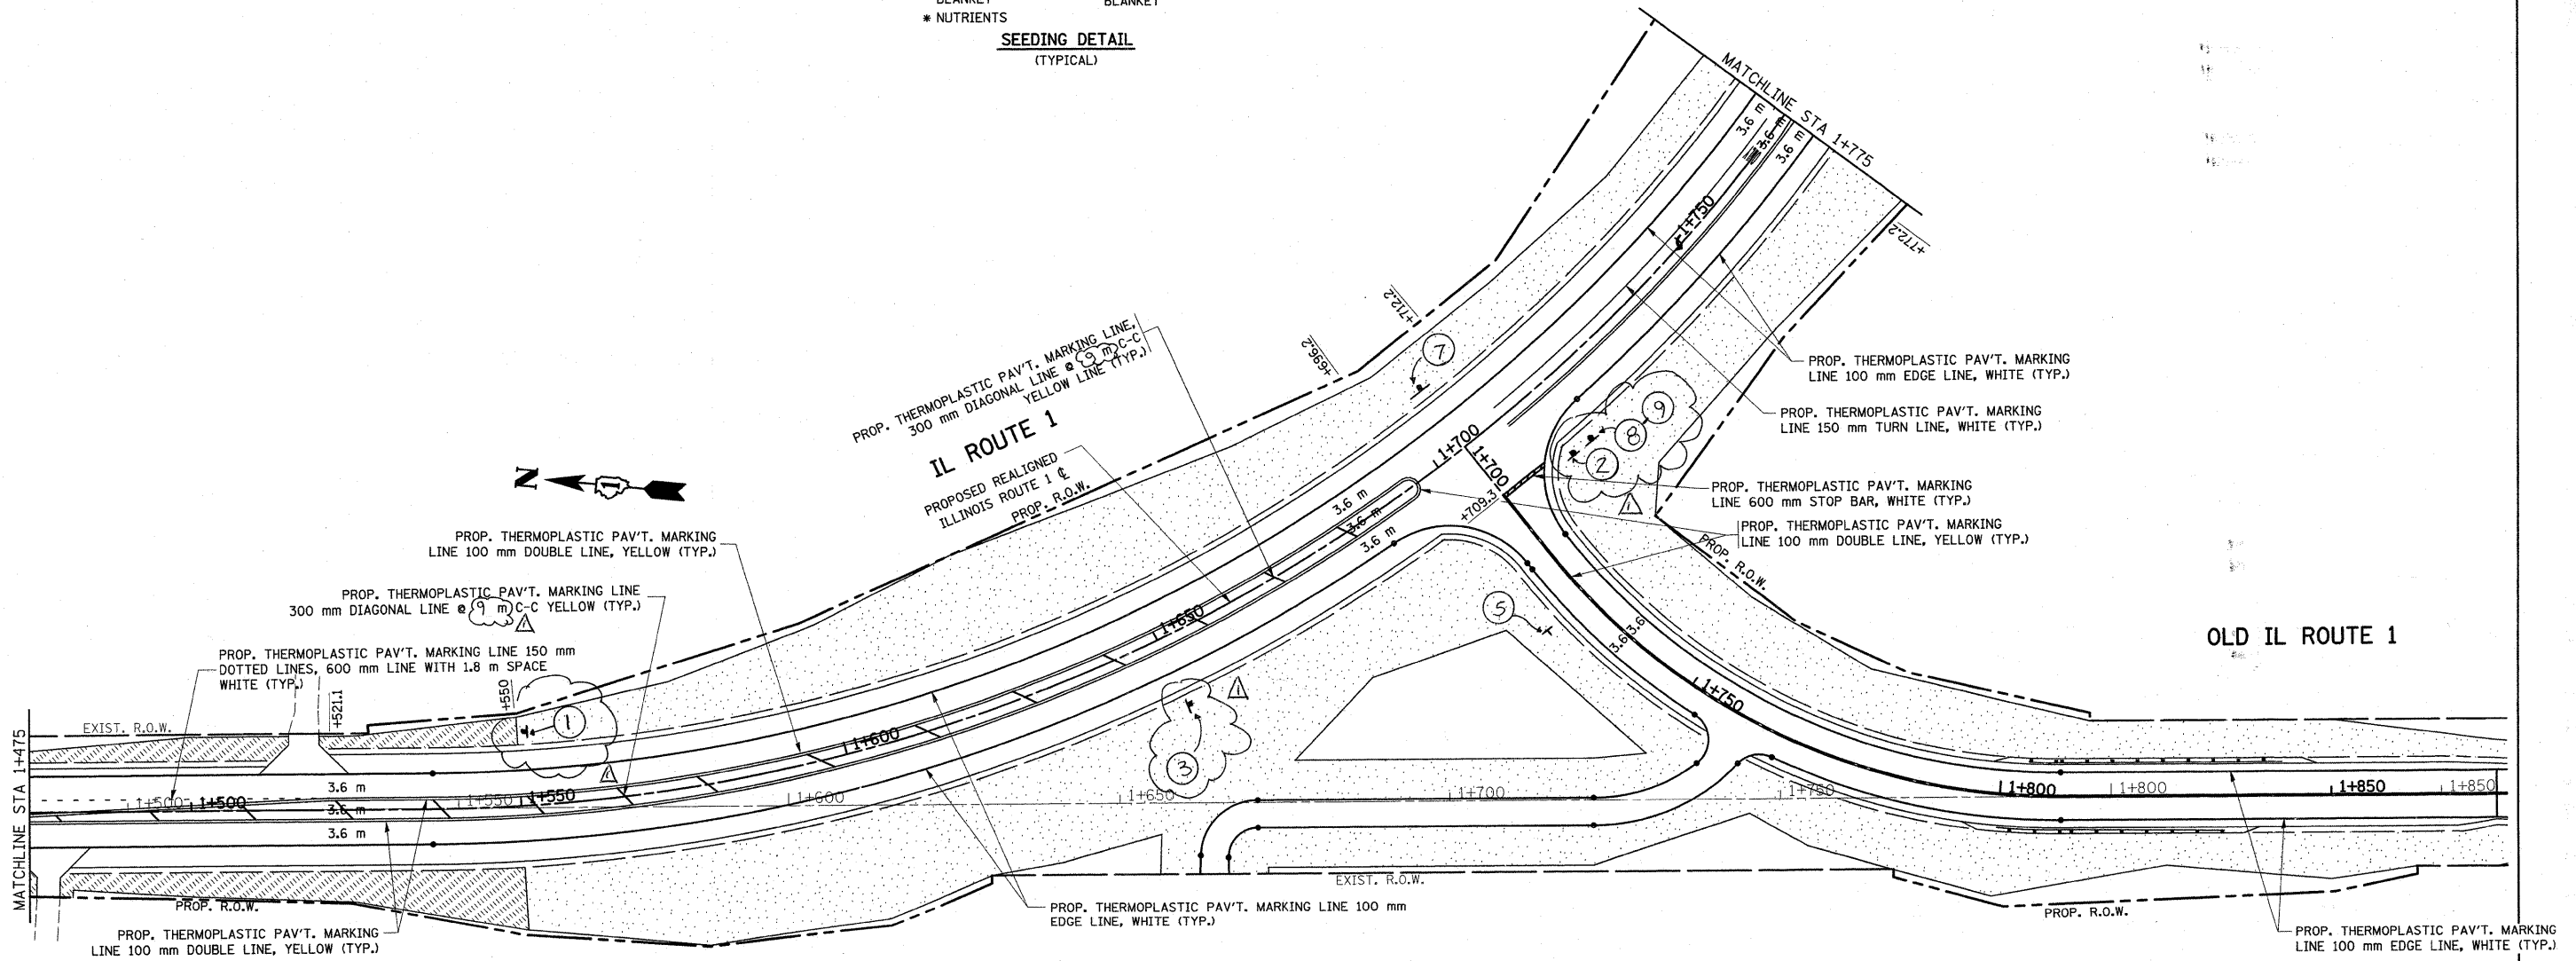 BLANKET
BLANKET
* NUTRIENTS
SEEDING DETAIL
(TYPICAL)
MATCHLINE STA 1+775
3.6 m
3.6 m
3.6 m
1+750
+772.2
+712.2
+696.2
7
PROP. THERMOPLASTIC PAV'T. MARKING LINE,
300 mm DIAGONAL LINE @ 9 m C-C
YELLOW LINE (TYP.)
IL ROUTE 1
PROPOSED REALIGNED
ILLINOIS ROUTE 1 ℄
PROP. R.O.W.
PROP. THERMOPLASTIC PAV'T. MARKING
LINE 100 mm EDGE LINE, WHITE (TYP.)
9
8
2
1
PROP. THERMOPLASTIC PAV'T. MARKING
LINE 150 mm TURN LINE, WHITE (TYP.)
1+700
1+700
+709.3
PROP. THERMOPLASTIC PAV'T. MARKING
LINE 600 mm STOP BAR, WHITE (TYP.)
PROP. THERMOPLASTIC PAV'T. MARKING
LINE 100 mm DOUBLE LINE, YELLOW (TYP.)
PROP. R.O.W.
N
3.6 m
3.6 m
3.6 m
PROP. THERMOPLASTIC PAV'T. MARKING
LINE 100 mm DOUBLE LINE, YELLOW (TYP.)
PROP. THERMOPLASTIC PAV'T. MARKING LINE
300 mm DIAGONAL LINE @ 9 m C-C YELLOW (TYP.)
1
PROP. THERMOPLASTIC PAV'T. MARKING LINE 150 mm
DOTTED LINES, 600 mm LINE WITH 1.8 m SPACE
WHITE (TYP.)
5
1+650
3.6
3.6
OLD IL ROUTE 1
+521.1
+550
1
1
3
1
1+750
1+600
EXIST. R.O.W.
MATCHLINE STA 1+475
3.6 m
3.6 m
3.6 m
1+500
1+500
1+550
1+550
1+600
1+650
1+700
1+750
1+800
1+800
1+850
1+850
EXIST. R.O.W.
PROP. R.O.W.
PROP. R.O.W.
PROP. THERMOPLASTIC PAV'T. MARKING LINE 100 mm
EDGE LINE, WHITE (TYP.)
PROP. THERMOPLASTIC PAV'T. MARKING
LINE 100 mm DOUBLE LINE, YELLOW (TYP.)
PROP. THERMOPLASTIC PAV'T. MARKING
LINE 100 mm EDGE LINE, WHITE (TYP.)